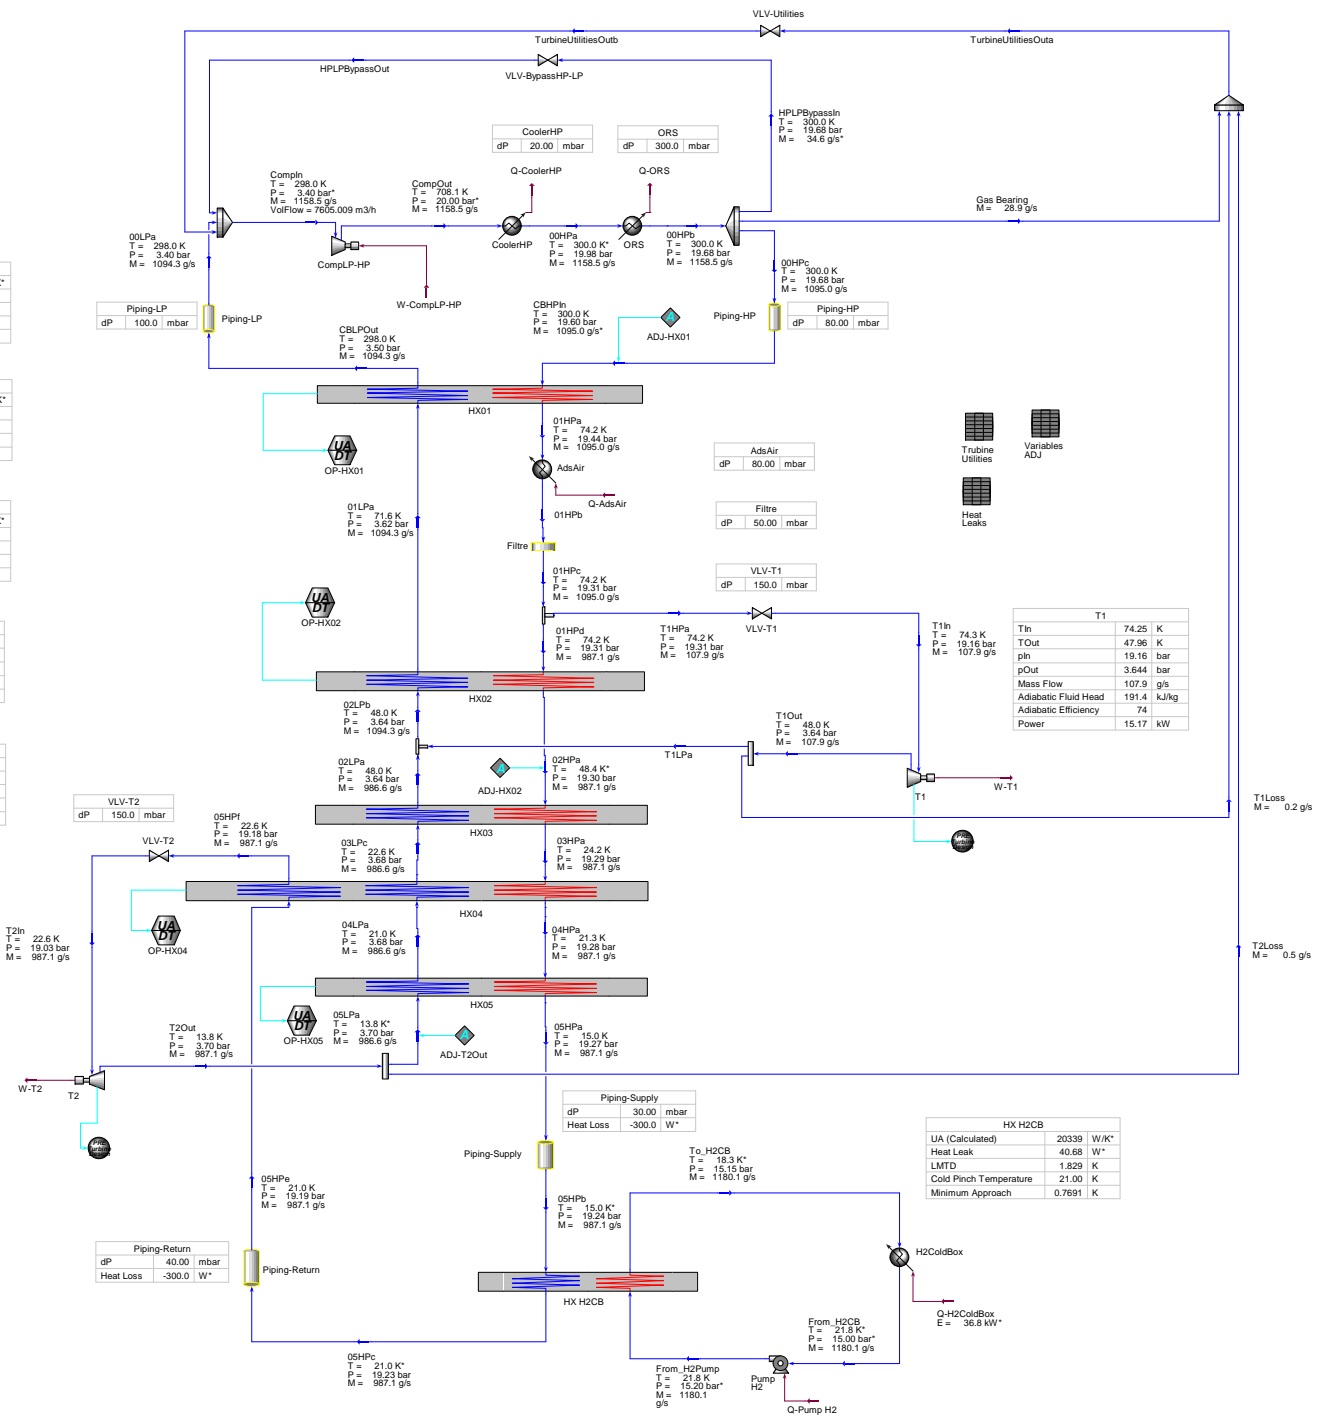 VLV-Utilities
TurbineUtilitiesOutb
TurbineUtilitiesOuta
HPLPBypassOut
VLV-BypassHP-LP
HPLPBypassIn
T = 300.0 K
P = 19.68 bar
M = 34.6 g/s*
CoolerHP
dP 20.00 mbar
ORS
dP 300.0 mbar
Q-CoolerHP
Q-ORS
CompIn
T = 298.0 K
P = 3.40 bar*
M = 1158.5 g/s
VolFlow = 7605.009 m3/h
CompOut
T = 708.1 K
P = 20.00 bar*
M = 1158.5 g/s
Gas Bearing
M = 28.9 g/s
00LPa
T = 298.0 K
P = 3.40 bar
M = 1094.3 g/s
CompLP-HP
CoolerHP
00HPa
T = 300.0 K*
P = 19.98 bar
M = 1158.5 g/s
ORS
00HPb
T = 300.0 K
P = 19.68 bar
M = 1158.5 g/s
00HPc
T = 300.0 K
P = 19.68 bar
M = 1095.0 g/s
W-CompLP-HP
Piping-LP
dP 100.0 mbar
Piping-LP
CBHPIn
T = 300.0 K
P = 19.60 bar
M = 1095.0 g/s*
ADJ-HX01
Piping-HP
Piping-HP
dP 80.00 mbar
CBLPOut
T = 298.0 K
P = 3.50 bar
M = 1094.3 g/s
HX01
OP-HX01
01HPa
T = 74.2 K
P = 19.44 bar
M = 1095.0 g/s
AdsAir
Q-AdsAir
AdsAir
dP 80.00 mbar
Trubine
Utilities
Variables
ADJ
Heat
Leaks
01LPa
T = 71.6 K
P = 3.62 bar
M = 1094.3 g/s
01HPb
Filtre
Filtre
dP 50.00 mbar
01HPc
T = 74.2 K
P = 19.31 bar
M = 1095.0 g/s
VLV-T1
dP 150.0 mbar
OP-HX02
01HPd
T = 74.2 K
P = 19.31 bar
M = 987.1 g/s
T1HPa
T = 74.2 K
P = 19.31 bar
M = 107.9 g/s
VLV-T1
T1In
T = 74.3 K
P = 19.16 bar
M = 107.9 g/s
T1
TIn 74.25 K
TOut 47.96 K
pIn 19.16 bar
pOut 3.644 bar
Mass Flow 107.9 g/s
Adiabatic Fluid Head 191.4 kJ/kg
Adiabatic Efficiency 74
Power 15.17 kW
HX02
02LPb
T = 48.0 K
P = 3.64 bar
M = 1094.3 g/s
T1Out
T = 48.0 K
P = 3.64 bar
M = 107.9 g/s
T1LPa
02LPa
T = 48.0 K
P = 3.64 bar
M = 986.6 g/s
ADJ-HX02
02HPa
T = 48.4 K*
P = 19.30 bar
M = 987.1 g/s
T1
W-T1
T1Loss
M = 0.2 g/s
VLV-T2
dP 150.0 mbar
HX03
05HPf
T = 22.6 K
P = 19.18 bar
M = 987.1 g/s
VLV-T2
03LPc
T = 22.6 K
P = 3.68 bar
M = 986.6 g/s
03HPa
T = 24.2 K
P = 19.29 bar
M = 987.1 g/s
HX04
OP-HX04
T2In
T = 22.6 K
P = 19.03 bar
M = 987.1 g/s
04LPa
T = 21.0 K
P = 3.68 bar
M = 986.6 g/s
04HPa
T = 21.3 K
P = 19.28 bar
M = 987.1 g/s
T2Loss
M = 0.5 g/s
HX05
OP-HX05
05LPa
T = 13.8 K*
P = 3.70 bar
M = 986.6 g/s
ADJ-T2Out
05HPa
T = 15.0 K
P = 19.27 bar
M = 987.1 g/s
T2Out
T = 13.8 K
P = 3.70 bar
M = 987.1 g/s
W-T2
T2
Piping-Supply
dP 30.00 mbar
Heat Loss -300.0 W*
Piping-Supply
To_H2CB
T = 18.3 K*
P = 15.15 bar
M = 1180.1 g/s
HX H2CB
UA (Calculated) 20339 W/K*
Heat Leak 40.68 W*
LMTD 1.829 K
Cold Pinch Temperature 21.00 K
Minimum Approach 0.7691 K
05HPe
T = 21.0 K
P = 19.19 bar
M = 987.1 g/s
05HPb
T = 15.0 K*
P = 19.24 bar
M = 987.1 g/s
Piping-Return
dP 40.00 mbar
Heat Loss -300.0 W*
Piping-Return
H2ColdBox
HX H2CB
Q-H2ColdBox
E = 36.8 kW*
From_H2CB
T = 21.8 K*
P = 15.00 bar*
M = 1180.1 g/s
05HPc
T = 21.0 K*
P = 19.23 bar
M = 987.1 g/s
From_H2Pump
T = 21.8 K
P = 15.20 bar*
M = 1180.1
g/s
Pump
H2
Q-Pump H2